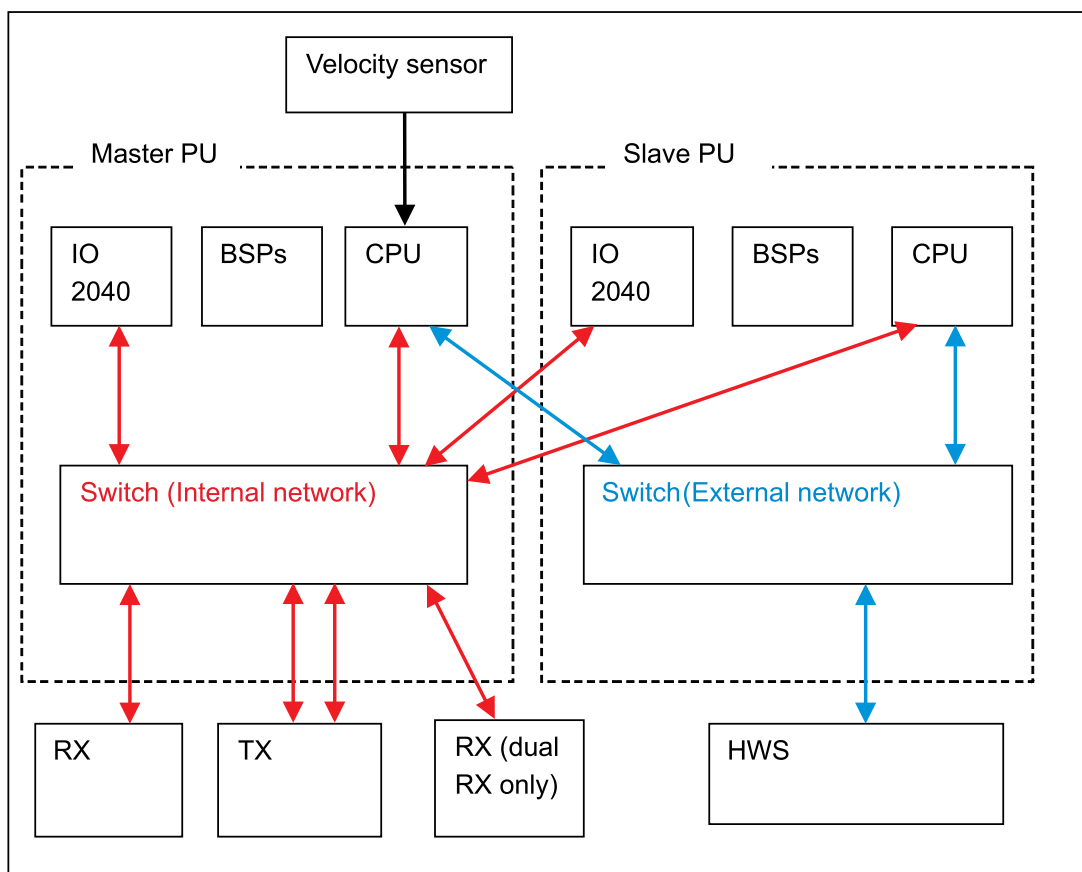 Velocity sensor
Master PU
Slave PU
IO
2040
BSPs
CPU
IO
2040
BSPs
CPU
Switch (Internal network)
Switch(External network)
RX
TX
RX (dual
RX only)
HWS